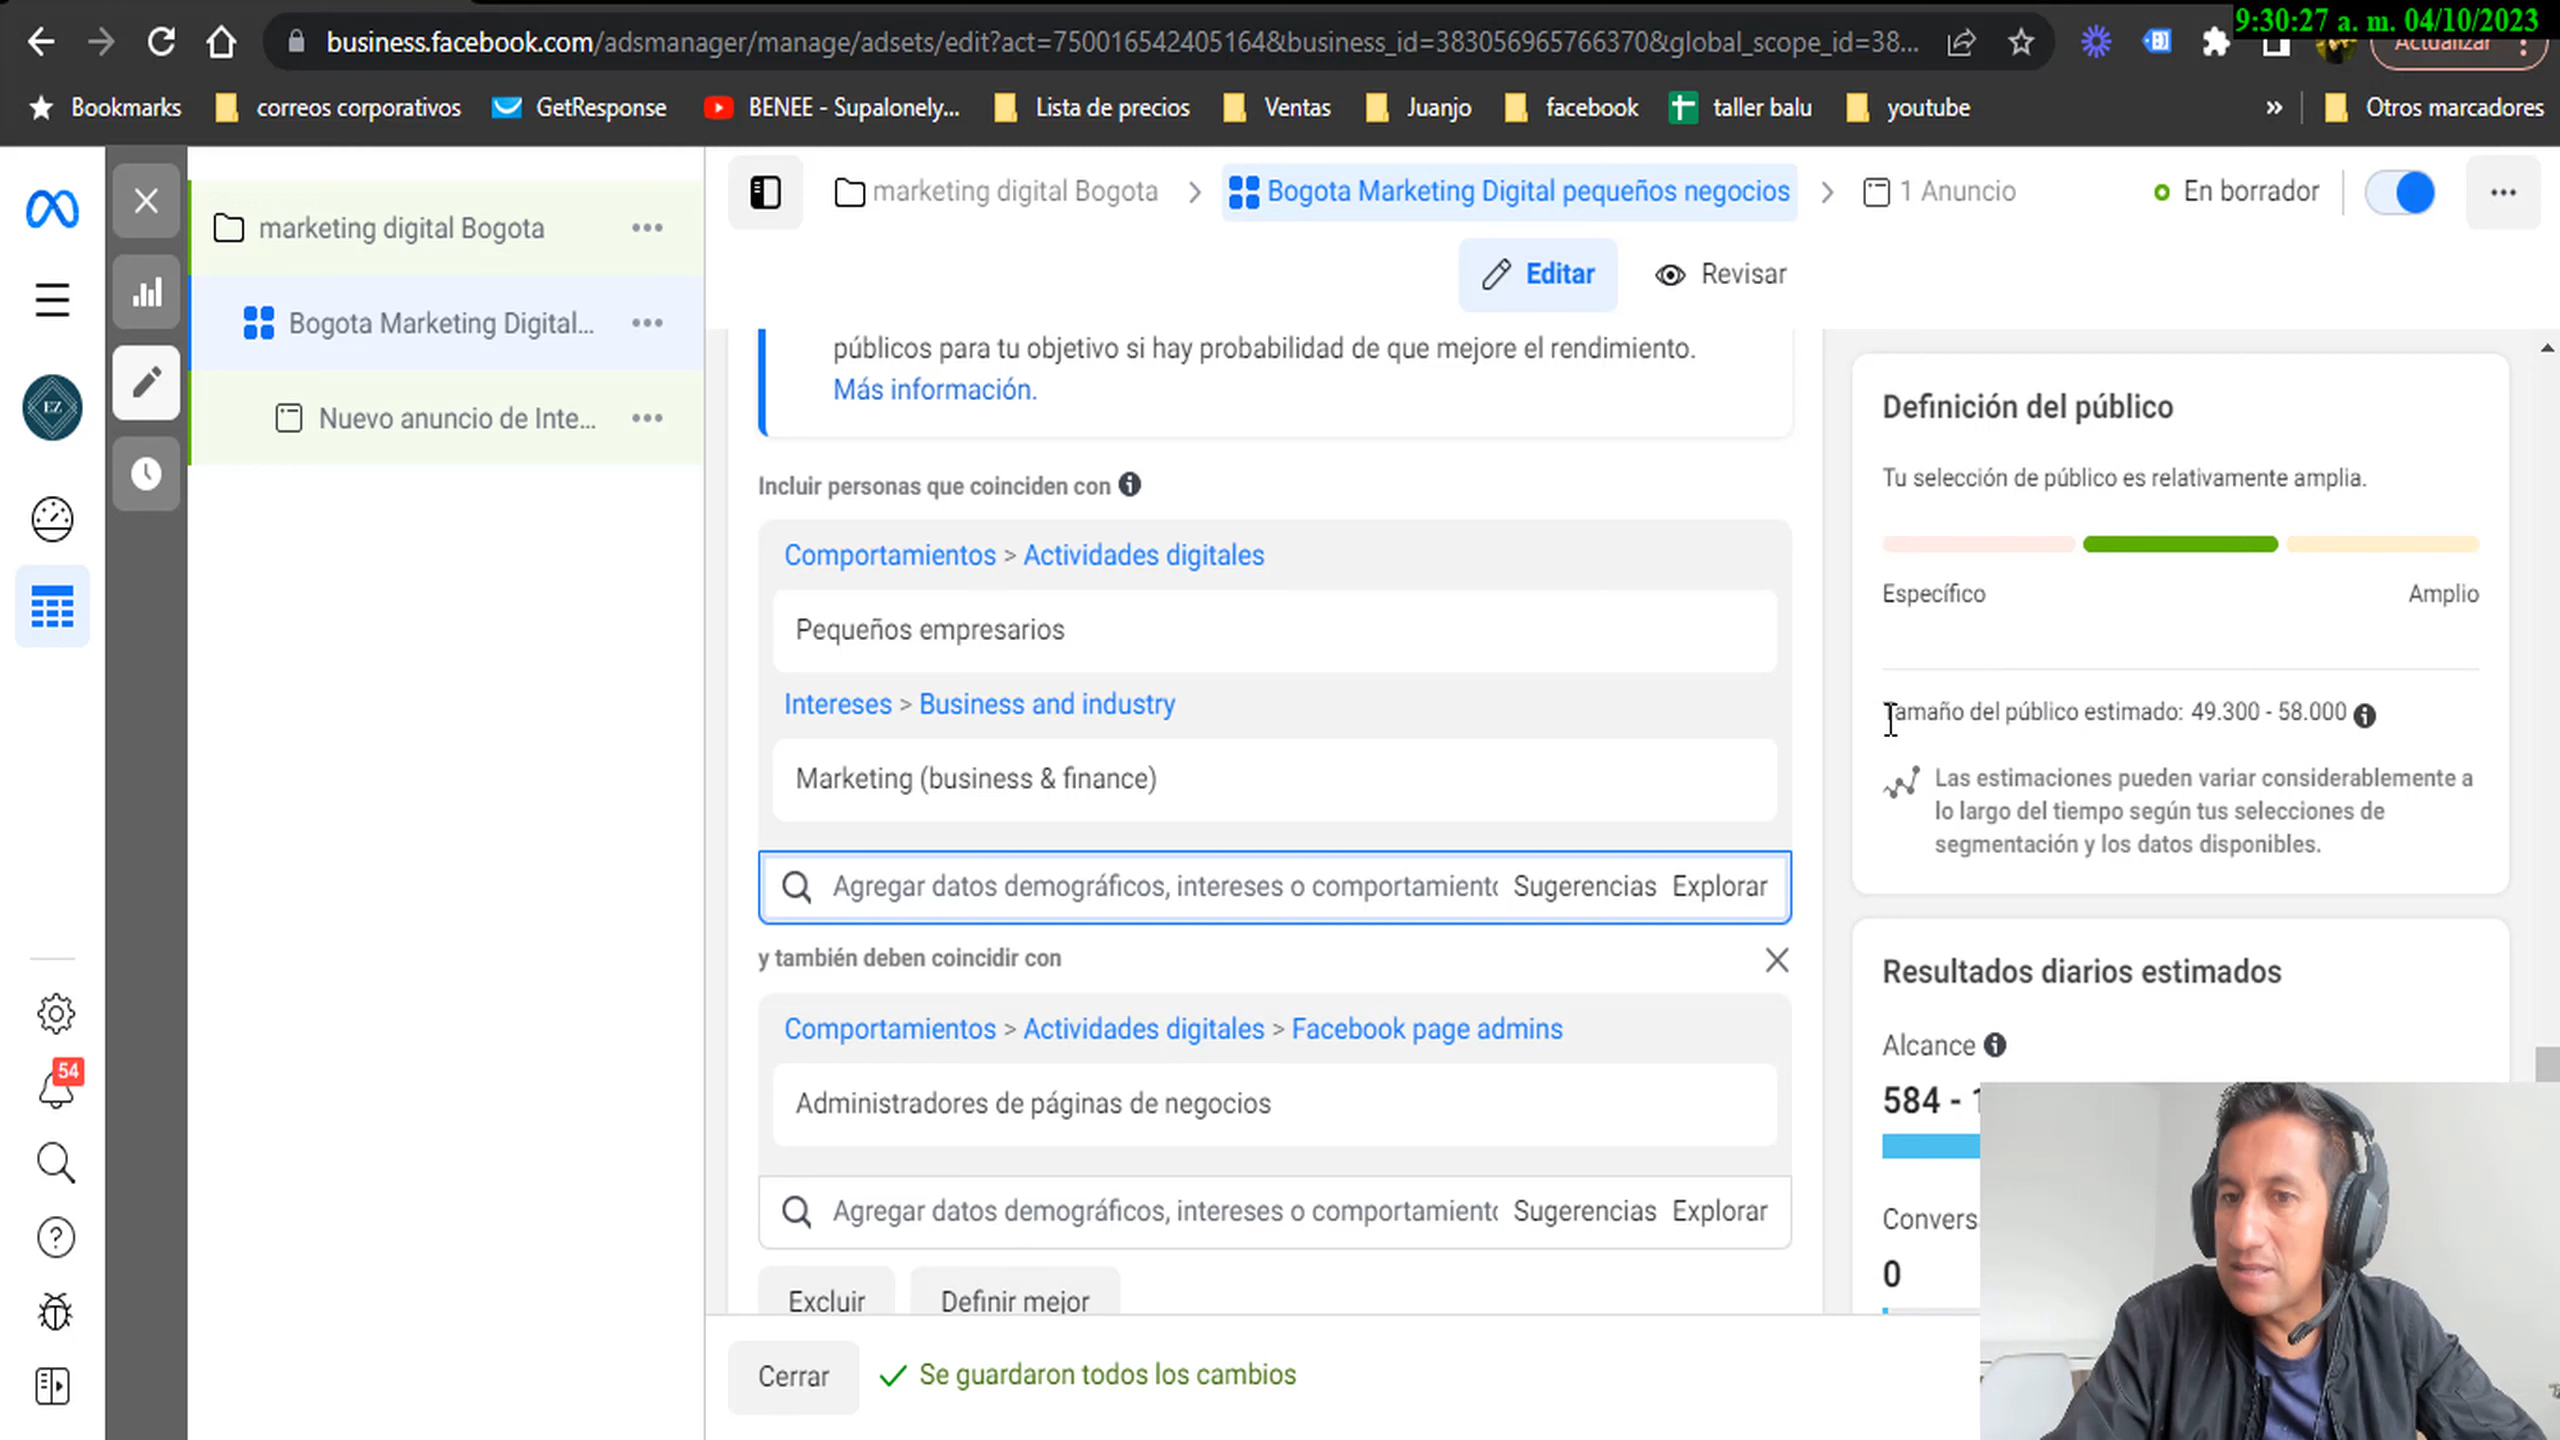 9:30:27 a. m. 04/10/2023
business.facebook.com/adsmanager/manage/adsets/edit?act=750016542405164&business_id=383056965766370&global_scope_id=38...
Actualizar
Bookmarks
correos corporativos
GetResponse
BENEE - Supalonely...
Lista de precios
Ventas
Juanjo
facebook
taller balu
youtube
»
Otros marcadores
marketing digital Bogota
Bogota Marketing Digital...
Nuevo anuncio de Inte...
EZ
54
marketing digital Bogota
Bogota Marketing Digital pequeños negocios
1 Anuncio
En borrador
Editar
Revisar
públicos para tu objetivo si hay probabilidad de que mejore el rendimiento.
Más información.
Incluir personas que coinciden con
Comportamientos > Actividades digitales
Pequeños empresarios
Intereses > Business and industry
Marketing (business & finance)
Agregar datos demográficos, intereses o comportamiento Sugerencias Explorar
y también deben coincidir con
Comportamientos > Actividades digitales > Facebook page admins
Administradores de páginas de negocios
Agregar datos demográficos, intereses o comportamiento Sugerencias Explorar
Excluir
Definir mejor
Cerrar
Se guardaron todos los cambios
Definición del público
Tu selección de público es relativamente amplia.
Específico
Amplio
Tamaño del público estimado: 49.300 - 58.000
Las estimaciones pueden variar considerablemente a
lo largo del tiempo según tus selecciones de
segmentación y los datos disponibles.
Resultados diarios estimados
Alcance
584 - 1
Convers
0